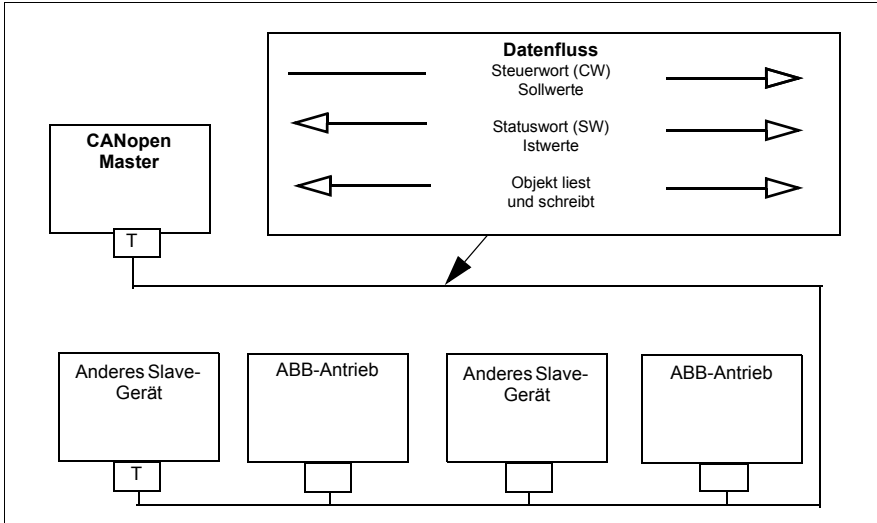 Datenfluss
Steuerwort (CW)
Sollwerte
Statuswort (SW)
Istwerte
Objekt liest
und schreibt
CANopen
Master
T
Anderes Slave-
Gerät
T
ABB-Antrieb
Anderes Slave-
Gerät
ABB-Antrieb